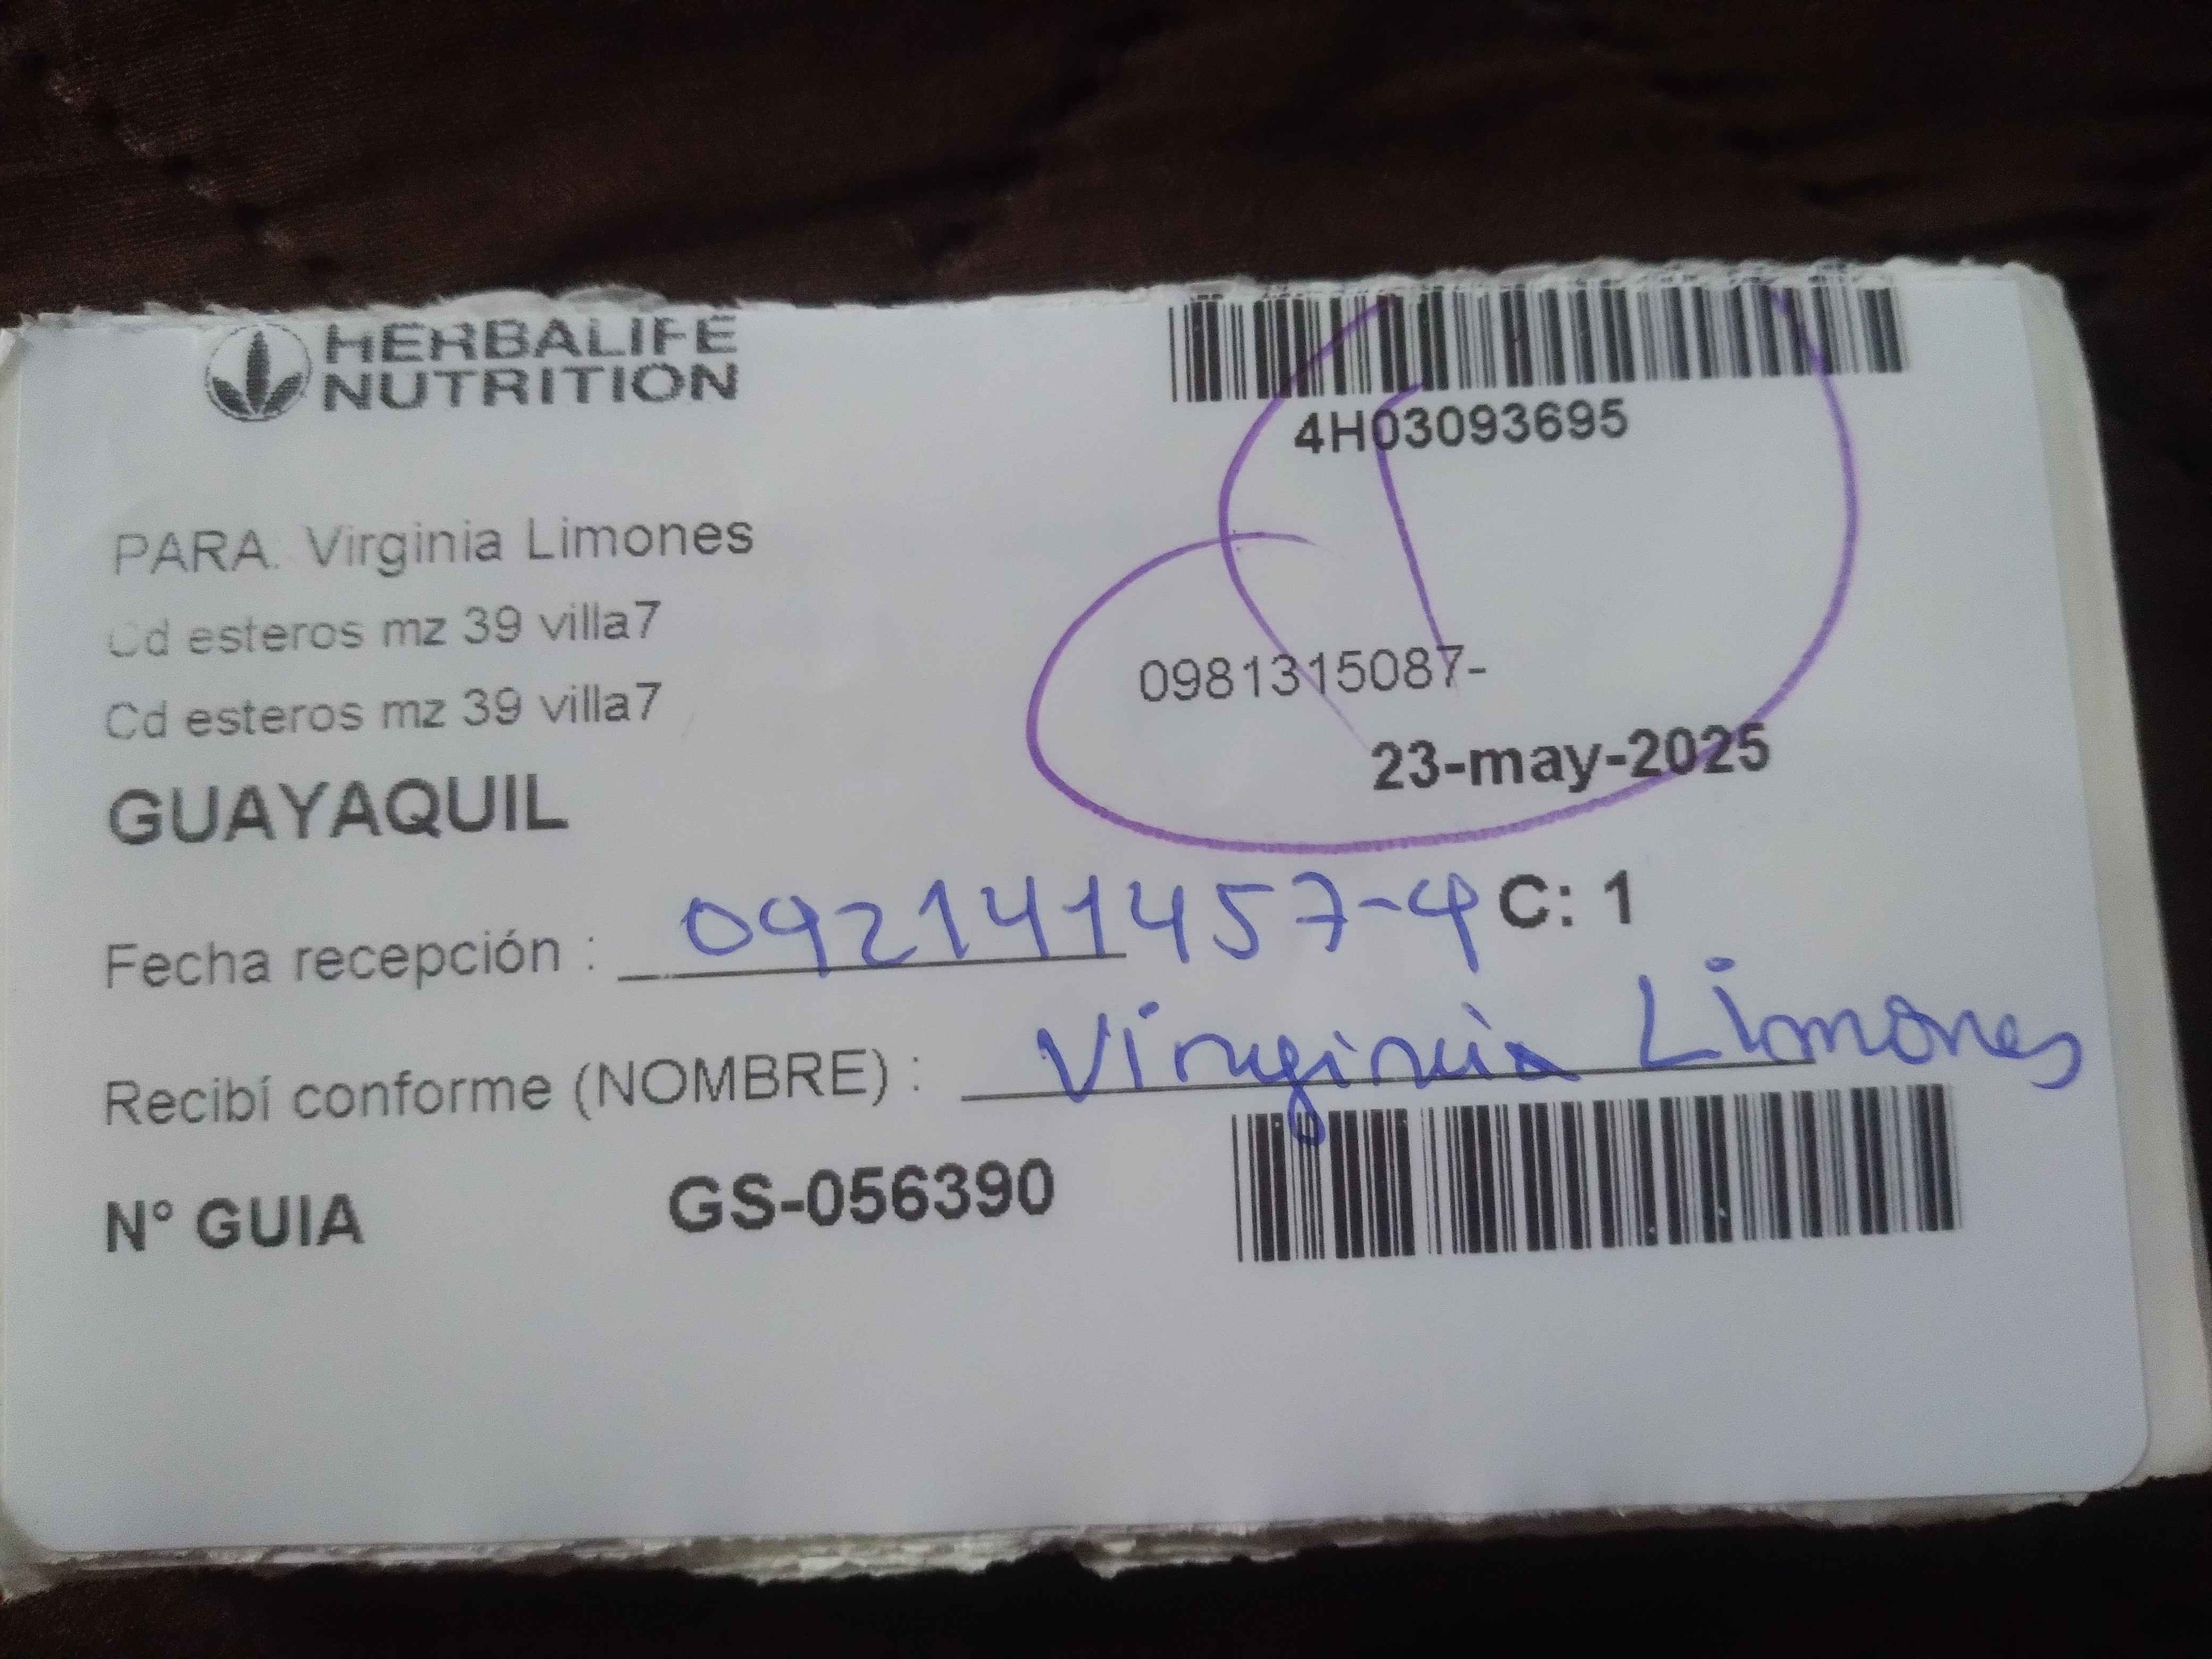 HERBALIFE
NUTRITION
4H03093695
PARA. Virginia Limones
Cd esteros mz 39 villa7
Cd esteros mz 39 villa7
0981315087-
23-may-2025
GUAYAQUIL
Fecha recepción : 092141457-4 C: 1
Recibí conforme (NOMBRE) : Virginia Limones
N° GUIA GS-056390